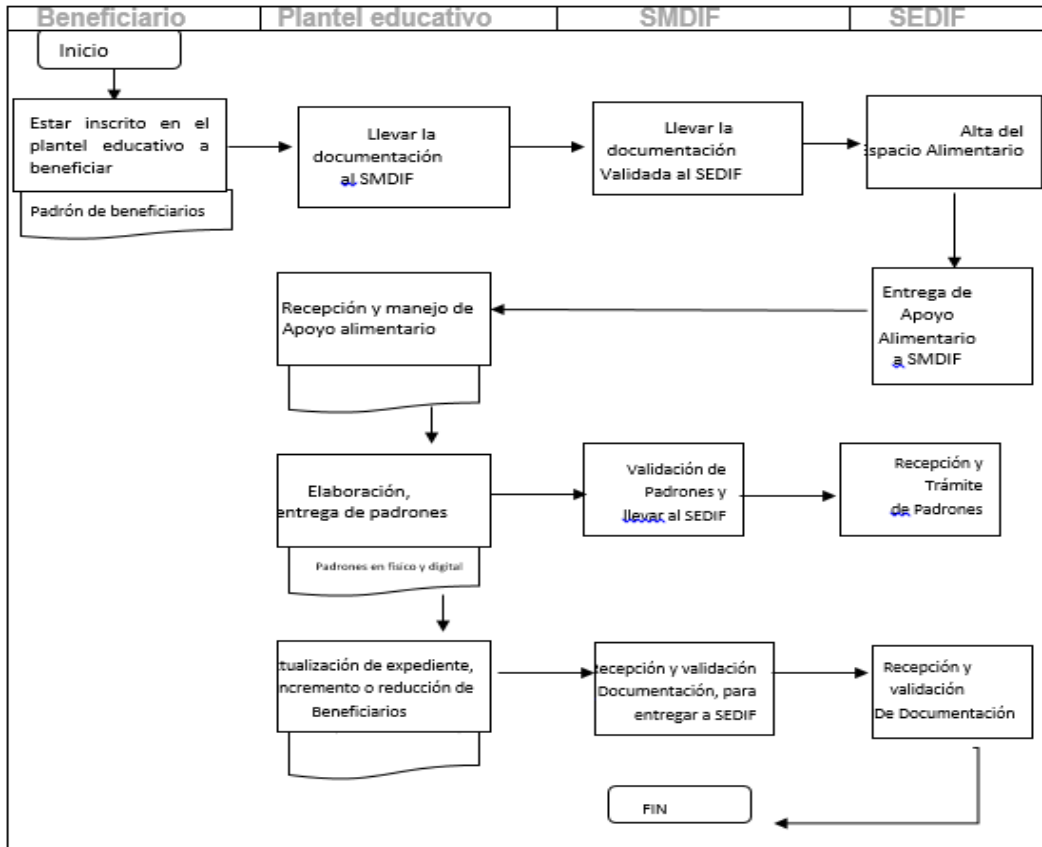 Beneficiario Plantel educativo SMDIF SEDIF
Inicio
Estar inscrito en el
plantel educativo a
beneficiar
Padrón de beneficiarios
Llevar la
documentación
al SMDIF
Llevar la
documentación
Validada al SEDIF
Alta del
spacio Alimentario
Recepción y manejo de
Apoyo alimentario
Entrega de
Apoyo
Alimentario
a SMDIF
Elaboración,
entrega de padrones
Padrones en fisico y digital
Validación de
Padrones y
llevar al SEDIF
Recepción y
Trámite
de Padrones
tualización de expediente,
incremento o reducción de
Beneficiarios
Recepción y validación
Documentación, para
entregar a SEDIF
Recepción y
validación
De Documentación
FIN